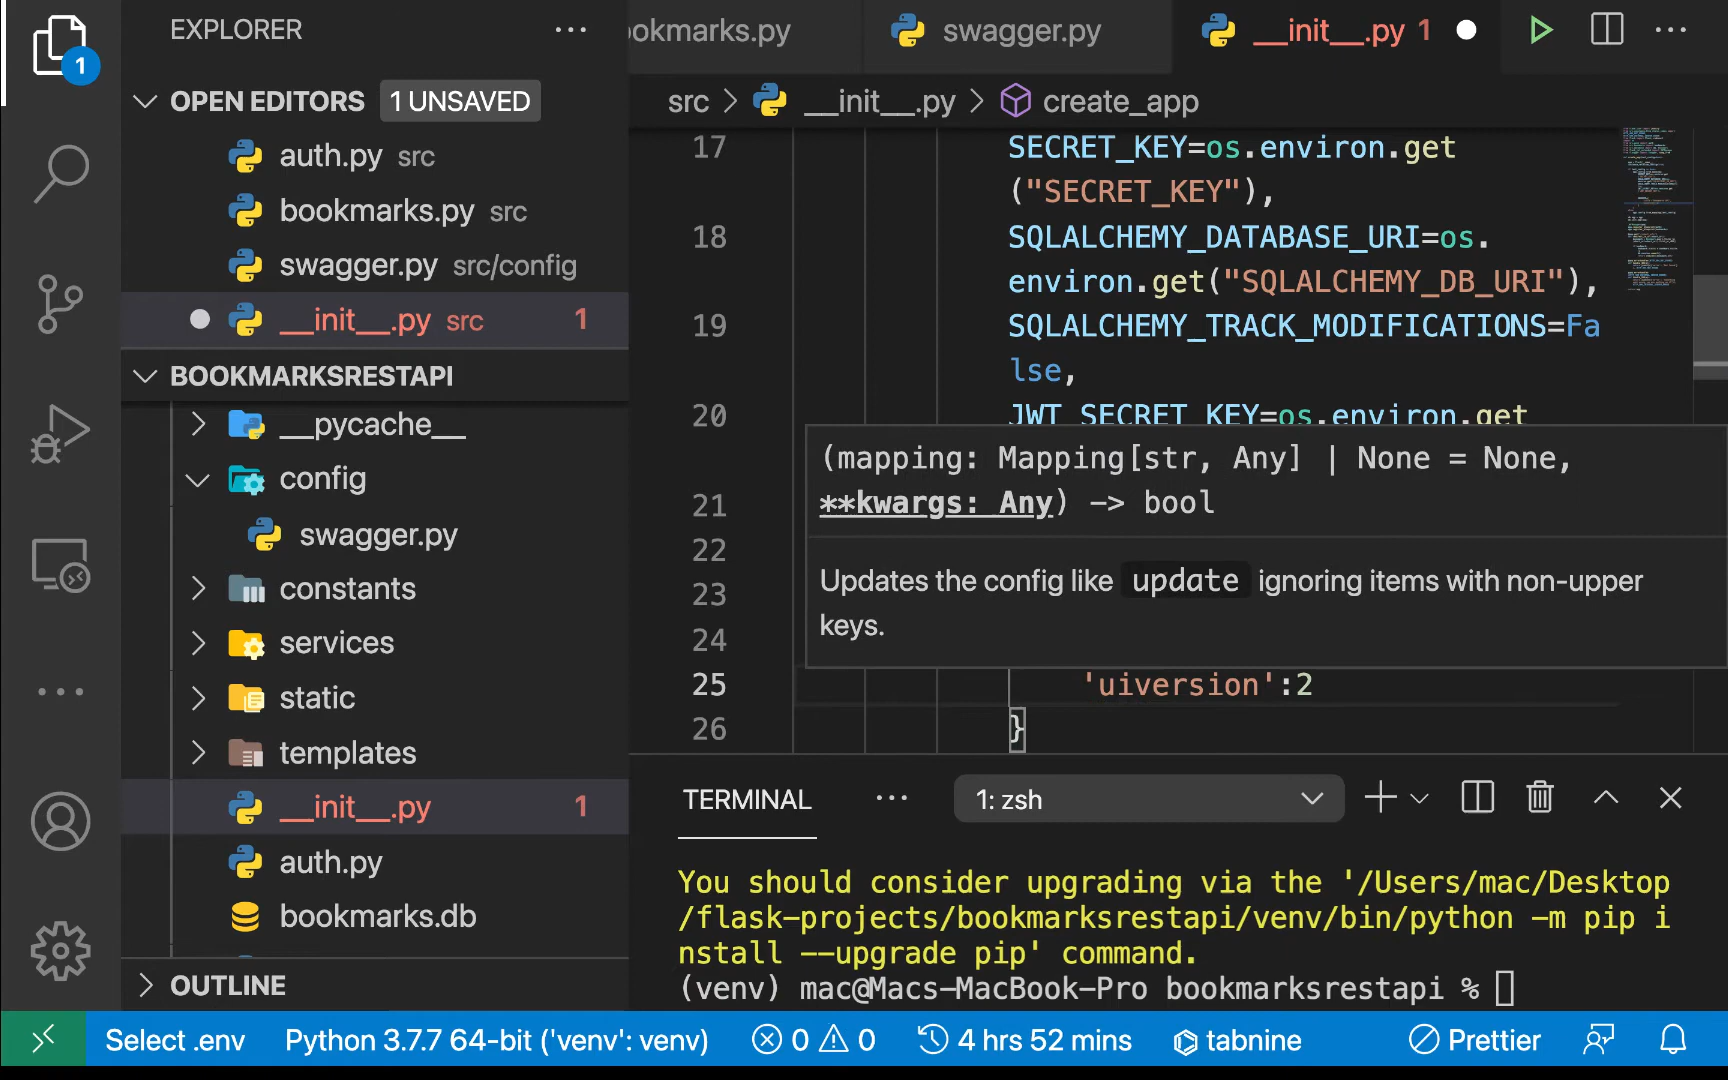 1
EXPLORER
OPEN EDITORS 1 UNSAVED
auth.py src
bookmarks.py src
swagger.py src/config
__init__.py src 1
BOOKMARKSRESTAPI
__pycache__
config
swagger.py
constants
services
static
templates
__init__.py 1
auth.py
bookmarks.db
OUTLINE
ookmarks.py swagger.py __init__.py 1
src > __init__.py > create_app
17 SECRET_KEY=os.environ.get
("SECRET_KEY"),
18 SQLALCHEMY_DATABASE_URI=os.
environ.get("SQLALCHEMY_DB_URI"),
19 SQLALCHEMY_TRACK_MODIFICATIONS=Fa
lse,
20 JWT_SECRET_KEY=os.environ.get
(mapping: Mapping[str, Any] | None = None,
21 **kwargs: Any) -> bool
22
23 Updates the config like update ignoring items with non-upper
24 keys.
25 'uiversion':2
26 }
TERMINAL 1: zsh
You should consider upgrading via the '/Users/mac/Desktop
/flask-projects/bookmarksrestapi/venv/bin/python -m pip i
nstall --upgrade pip' command.
(venv) mac@Macs-MacBook-Pro bookmarksrestapi %
Select .env Python 3.7.7 64-bit ('venv': venv) 0 0 4 hrs 52 mins tabnine Prettier